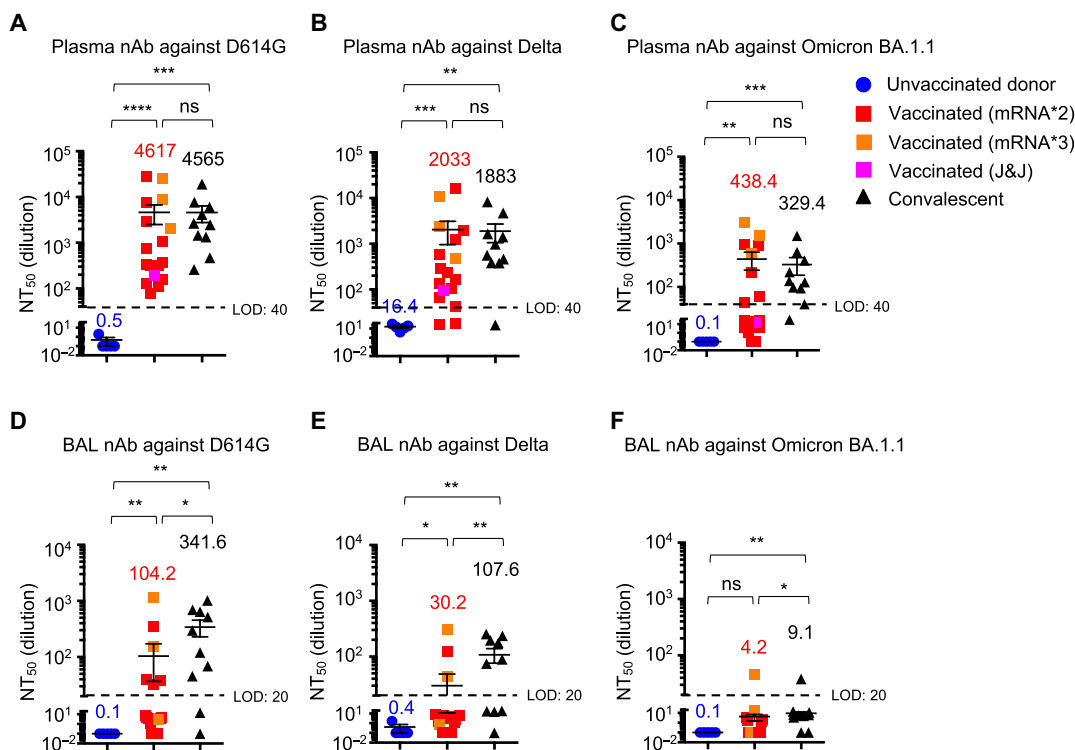 A
Plasma nAb against D614G
***
****
ns
4617
4565
0.5
NT50 (dilution)
10^5
10^4
10^3
10^2
10^1
10^-2
LOD: 40
B
Plasma nAb against Delta
**
***
ns
2033
1883
16.4
NT50 (dilution)
10^5
10^4
10^3
10^2
10^1
10^-2
LOD: 40
C
Plasma nAb against Omicron BA.1.1
***
**
ns
438.4
329.4
0.1
NT50 (dilution)
10^5
10^4
10^3
10^2
10^1
10^-2
LOD: 40
Unvaccinated donor
Vaccinated (mRNA*2)
Vaccinated (mRNA*3)
Vaccinated (J&J)
Convalescent
D
BAL nAb against D614G
**
**
*
341.6
104.2
0.1
NT50 (dilution)
10^4
10^3
10^2
10^1
10^-2
LOD: 20
E
BAL nAb against Delta
**
*
**
107.6
30.2
0.4
NT50 (dilution)
10^4
10^3
10^2
10^1
10^-2
LOD: 20
F
BAL nAb against Omicron BA.1.1
**
ns
*
9.1
4.2
0.1
NT50 (dilution)
10^4
10^3
10^2
10^1
10^-2
LOD: 20